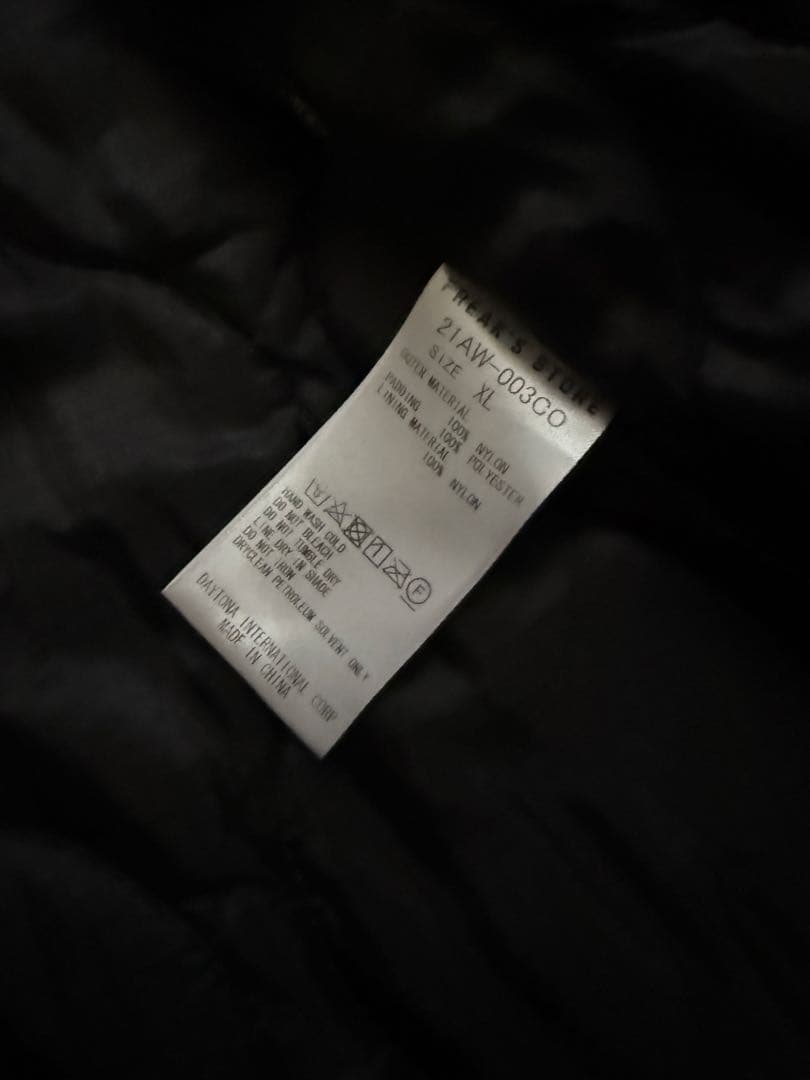 FREAK'S STORE
21AW-003CO
SIZE XL
OUTER MATERIAL
100% NYLON
PADDING 100% POLYESTER
LINING MATERIAL
100% NYLON
F
HAND WASH COLD
DO NOT BLEACH
DO NOT TUMBLE DRY
LINE DRY IN SHADE
DO NOT IRON
DRYCLEAN PETROLEUM SOLVENT ONLY
DAYTONA INTERNATIONAL CORP
MADE IN CHINA